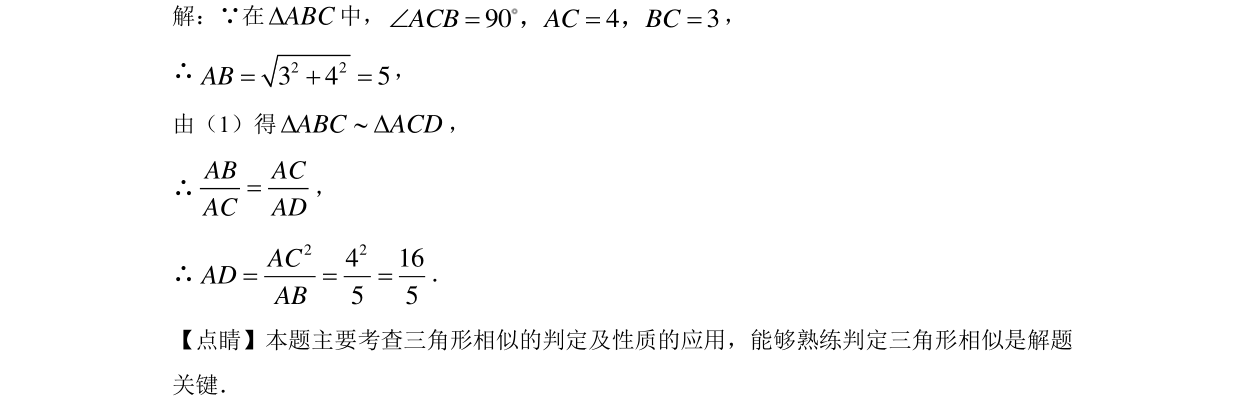 解：∵在ΔABC中，∠ACB=90°，AC=4，BC=3，
∴AB=√(3²+4²)=5，
由（1）得ΔABC~ΔACD，
∴AB/AC=AC/AD，
∴AD=AC²/AB=4²/5=16/5．
【点睛】本题主要考查三角形相似的判定及性质的应用，能够熟练判定三角形相似是解题
关键．